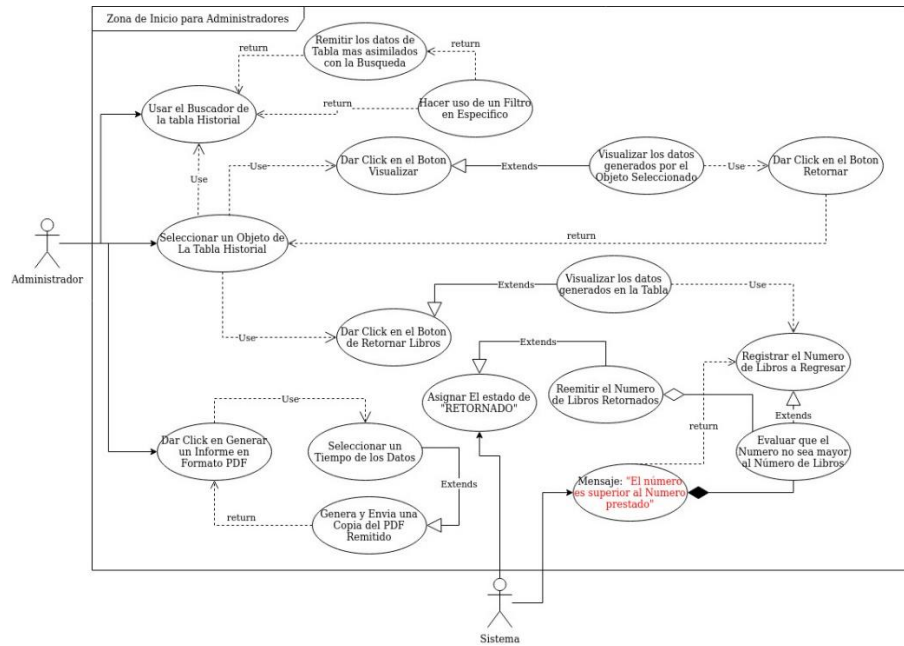 Zona de Inicio para Administradores
Remitir los datos de
Tabla mas asimilados
con la Busqueda
return
return
Usar el Buscador de
la tabla Historial
return
Hacer uso de un Filtro
en Especifico
Use
Use
Dar Click en el Boton
Visualizar
Extends
Visualizar los datos
generados por el
Objeto Seleccionado
Use
Dar Click en el Boton
Retornar
Administrador
Seleccionar un Objeto de
La Tabla Historial
return
Use
Dar Click en el Boton
de Retornar Libros
Extends
Visualizar los datos
generados en la Tabla
Use
Registrar el Numero
de Libros a Regresar
Extends
Asignar El estado de
"RETORNADO"
Reemitir el Numero
de Libros Retornados
return
Extends
Evaluar que el
Numero no sea mayor
al Número de Libros
Mensaje: "El número
es superior al Numero
prestado"
Dar Click en Generar
un Informe en
Formato PDF
Use
Seleccionar un
Tiempo de los Datos
Extends
return
Genera y Envia una
Copia del PDF
Remitido
Sistema